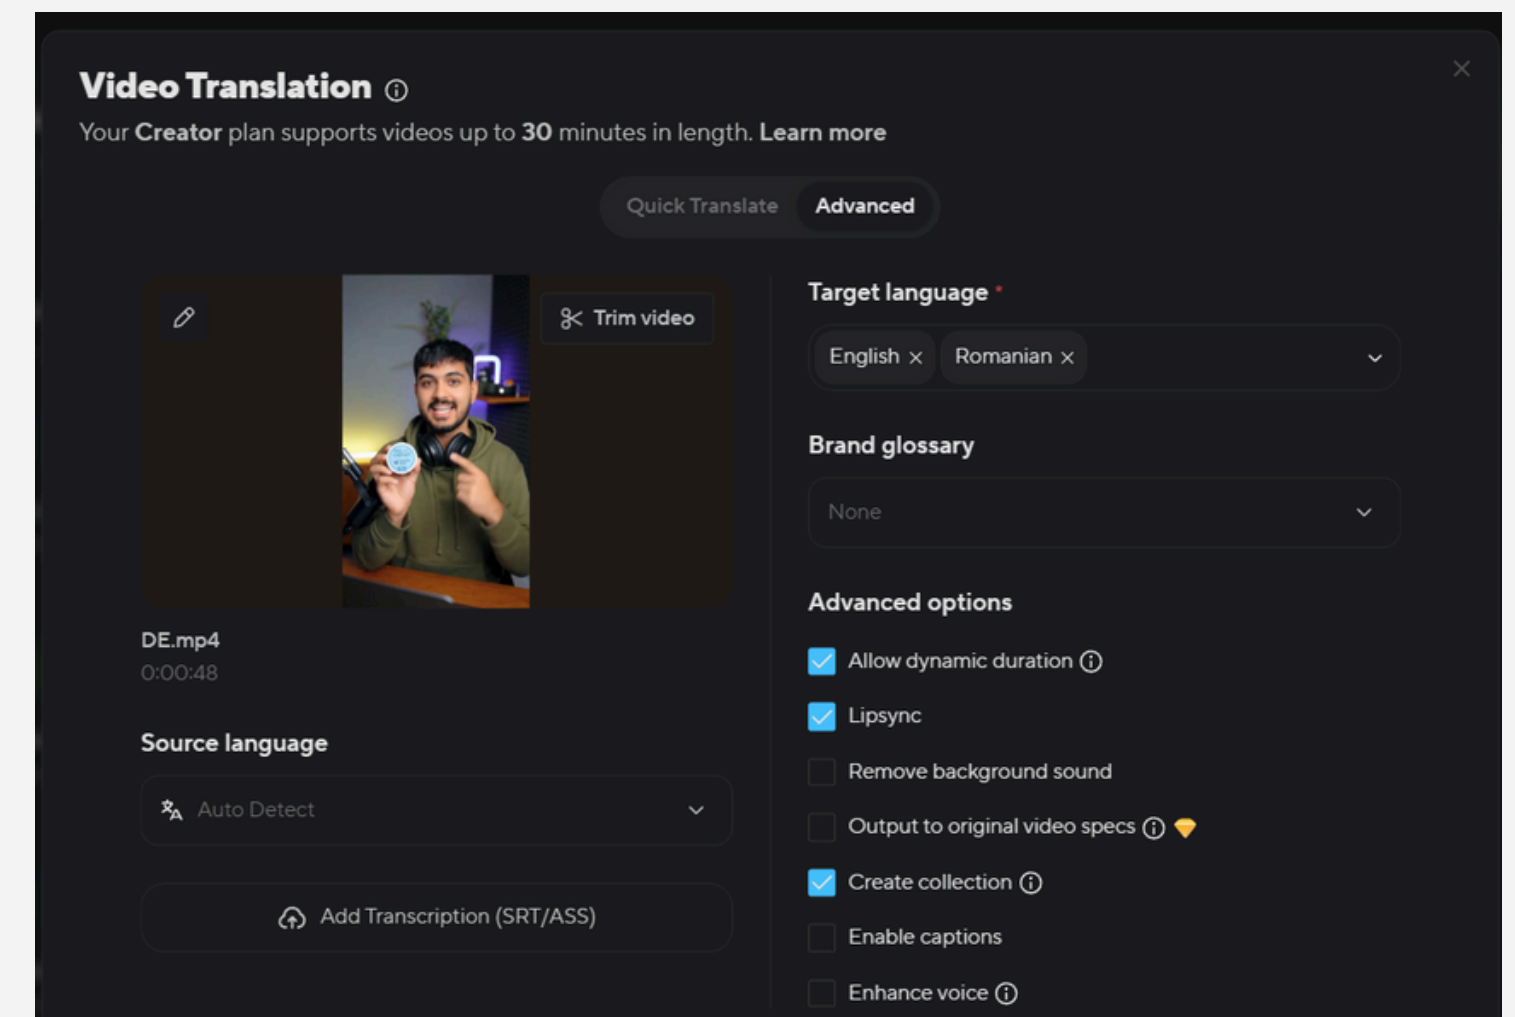 Video Translation
Your Creator plan supports videos up to 30 minutes in length. Learn more
Quick Translate
Advanced
Trim video
DE.mp4
0:00:48
Source language
Auto Detect
Add Transcription (SRT/ASS)
Target language *
English
Romanian
Brand glossary
None
Advanced options
Allow dynamic duration
Lipsync
Remove background sound
Output to original video specs
Create collection
Enable captions
Enhance voice